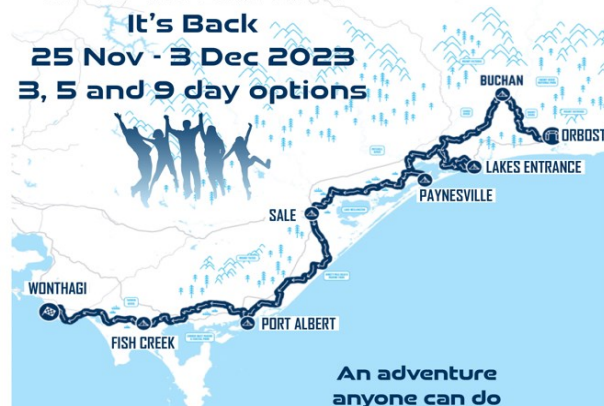 It's Back
25 Nov - 3 Dec 2023
3, 5 and 9 day options
BUCHAN
ORBOST
LAKES ENTRANCE
PAYNESVILLE
SALE
WONTHAGI
PORT ALBERT
FISH CREEK
An adventure
anyone can do